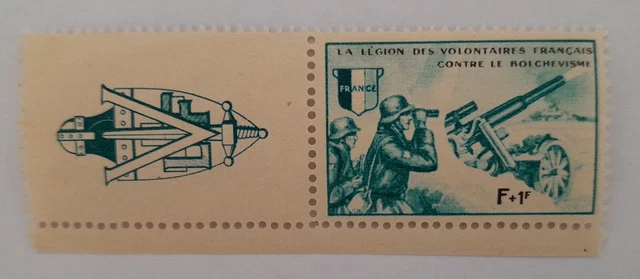 LA LÉGION DES VOLONTAIRES FRANÇAIS
CONTRE LE BOLCHEVISME
FRANCE
F+1F